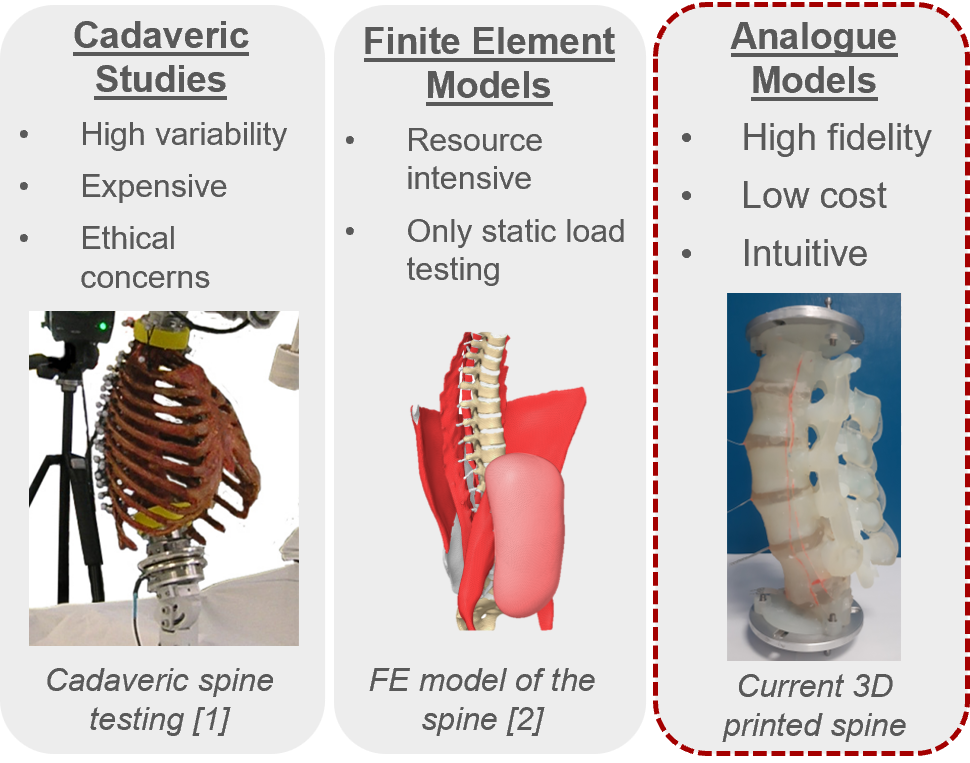 Cadaveric
Studies
• High variability
• Expensive
• Ethical
concerns
Cadaveric spine
testing [1]
Finite Element
Models
• Resource
intensive
• Only static load
testing
FE model of the
spine [2]
Analogue
Models
• High fidelity
• Low cost
• Intuitive
Current 3D
printed spine